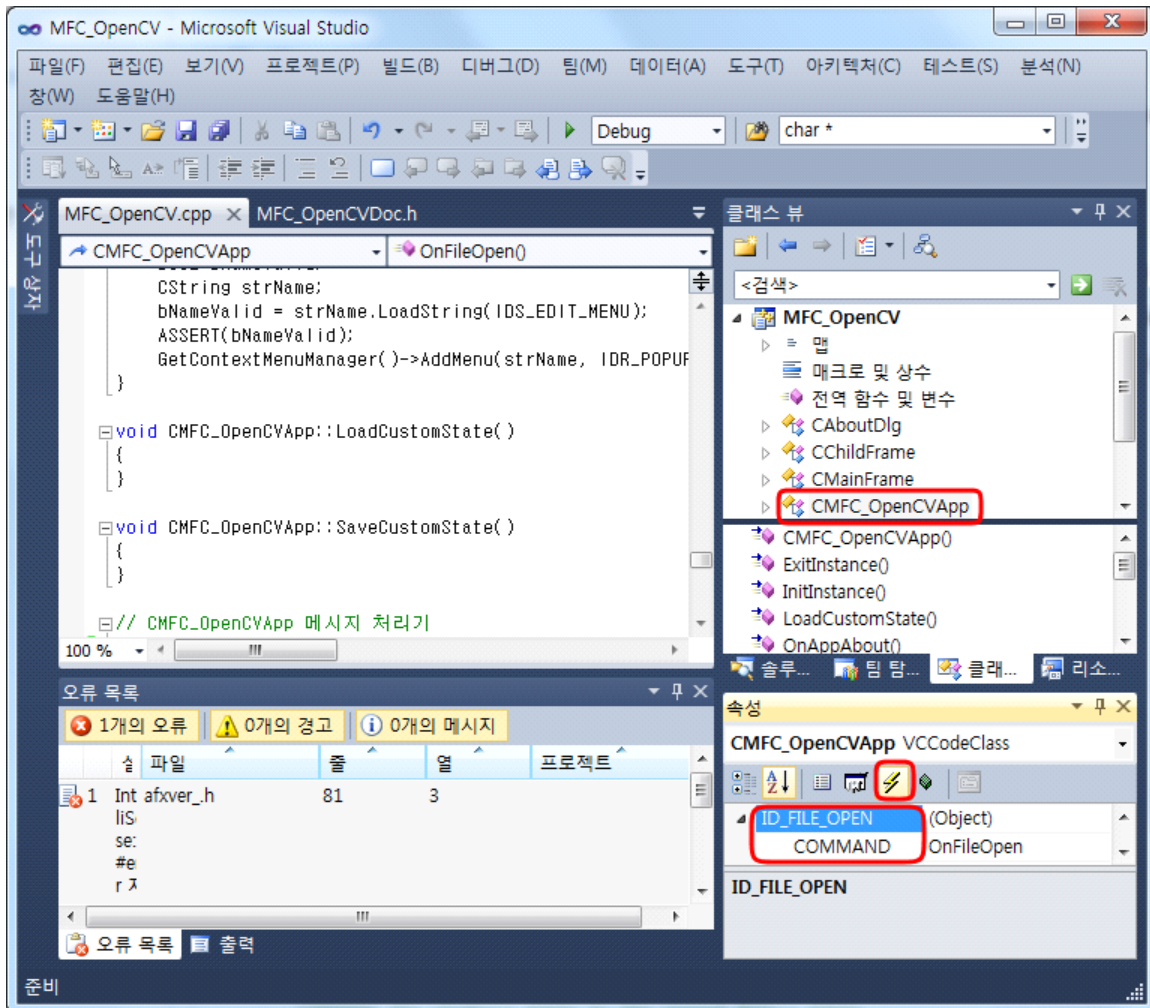 MFC_OpenCV - Microsoft Visual Studio
파일(F) 편집(E) 보기(V) 프로젝트(P) 빌드(B) 디버그(D) 팀(M) 데이터(A) 도구(T) 아키텍처(C) 테스트(S) 분석(N)
창(W) 도움말(H)
Debug char *
도구 상자
MFC_OpenCV.cpp MFC_OpenCVDoc.h
CMFC_OpenCVApp OnFileOpen()
CString strName;
bNameValid = strName.LoadString(IDS_EDIT_MENU);
ASSERT(bNameValid);
GetContextMenuManager()->AddMenu(strName, IDR_POPUP
}
void CMFC_OpenCVApp::LoadCustomState()
{
}
void CMFC_OpenCVApp::SaveCustomState()
{
}
// CMFC_OpenCVApp 메시지 처리기
100 %
클래스 뷰
<검색>
MFC_OpenCV
맵
매크로 및 상수
전역 함수 및 변수
CAboutDlg
CChildFrame
CMainFrame
CMFC_OpenCVApp
CMFC_OpenCVApp()
ExitInstance()
InitInstance()
LoadCustomState()
OnAppAbout()
솔루... 팀 탐... 클래... 리소...
오류 목록
1개의 오류 0개의 경고 0개의 메시지
파일 줄 열 프로젝트
1 Int afxver_.h 81 3
se:
#e
r
오류 목록 출력
속성
CMFC_OpenCVApp VCCodeClass
ID_FILE_OPEN (Object)
COMMAND OnFileOpen
ID_FILE_OPEN
준비